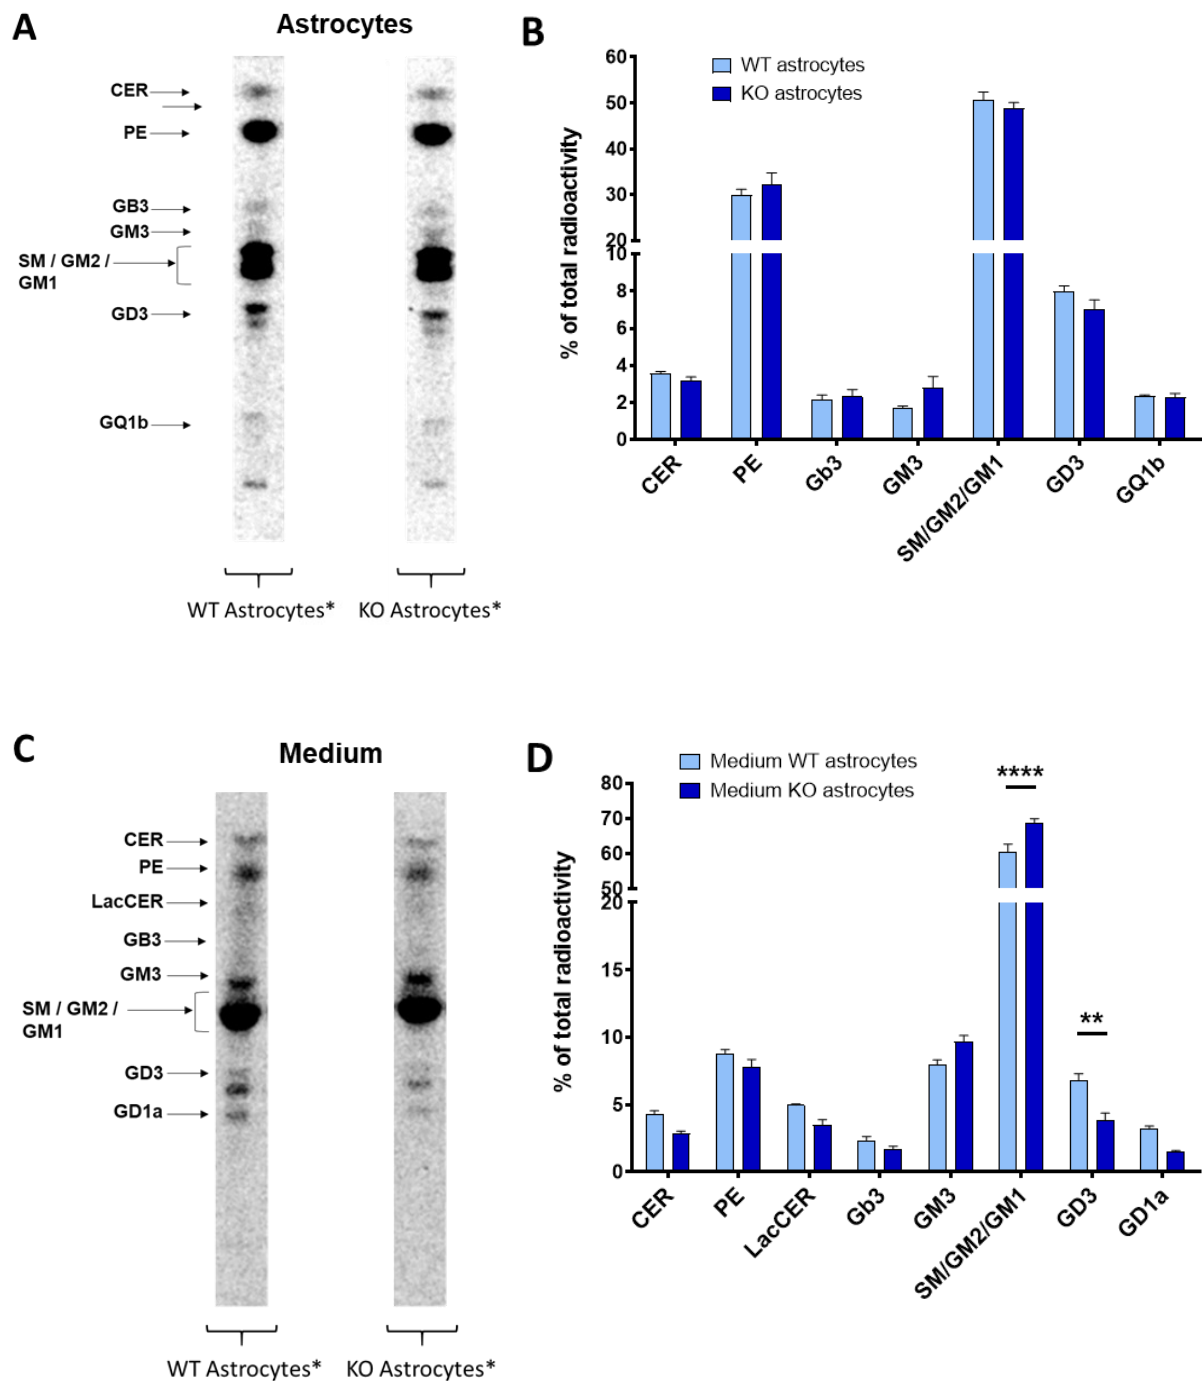 A
Astrocytes
CER
PE
GB3
GM3
SM / GM2 /
GM1
GD3
GQ1b
WT Astrocytes*
KO Astrocytes*
B
WT astrocytes
KO astrocytes
% of total radioactivity
60
50
40
30
20
10
8
6
4
2
0
CER
PE
Gb3
GM3
SM/GM2/GM1
GD3
GQ1b
C
Medium
CER
PE
LacCER
GB3
GM3
SM / GM2 /
GM1
GD3
GD1a
WT Astrocytes*
KO Astrocytes*
D
Medium WT astrocytes
Medium KO astrocytes
% of total radioactivity
80
70
60
50
20
15
10
5
0
****
**
CER
PE
LacCER
Gb3
GM3
SM/GM2/GM1
GD3
GD1a